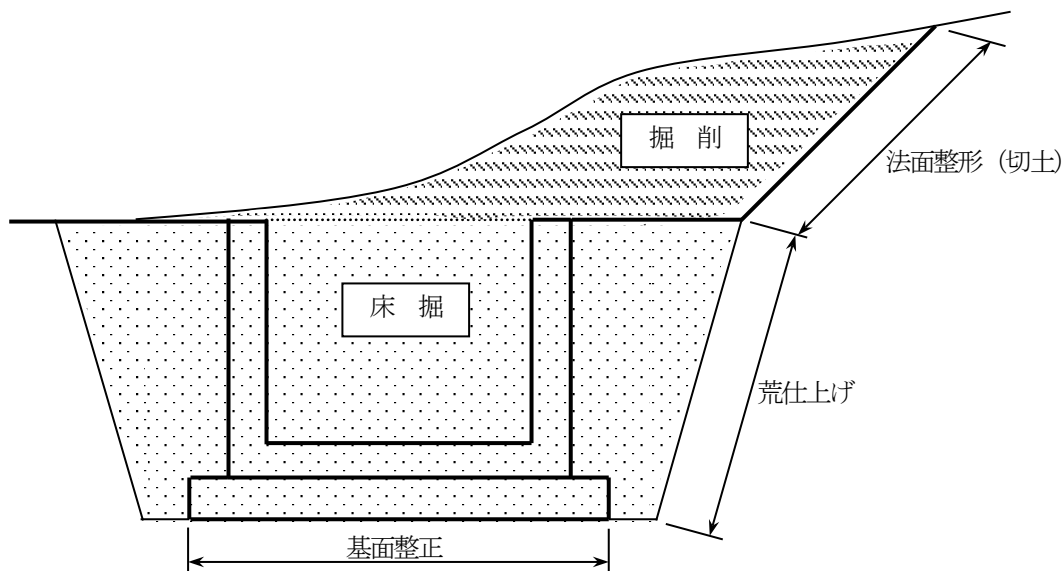 掘　削
法面整形（切土）
床　掘
荒仕上げ
基面整正